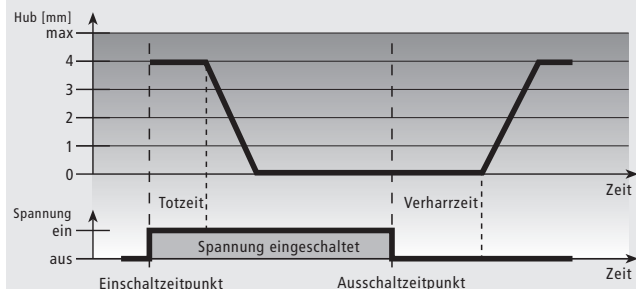 Hub [mm]
max
4
3
2
1
0
Zeit
Totzeit
Verharrzeit
Spannung
ein
Spannung eingeschaltet
aus
Zeit
Einschaltzeitpunkt
Ausschaltzeitpunkt